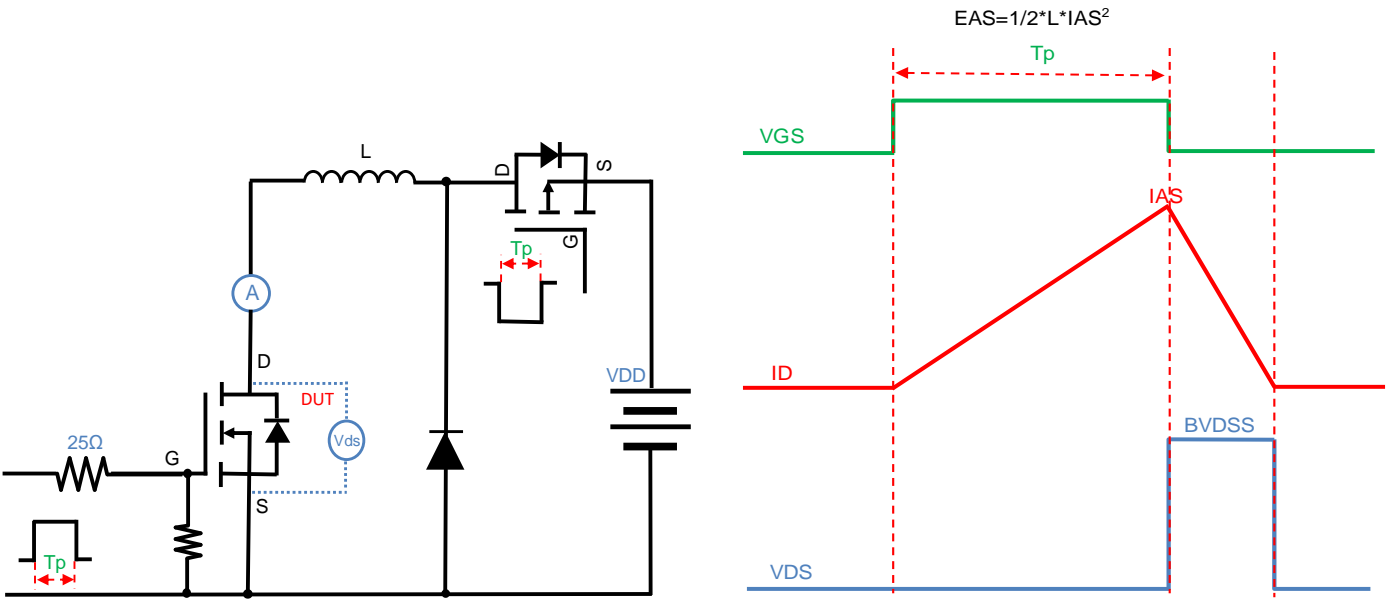 EAS=1/2*L*IAS²
Tp
VGS
IAS
ID
BVDSS
VDS
L
D
S
G
Tp
A
D
DUT
Vds
VDD
25Ω
G
S
Tp